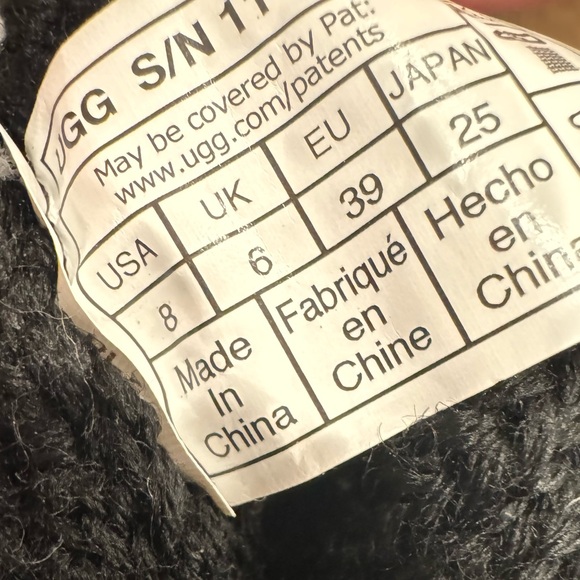 UGG S/N 11
May be covered by Pat:
www.ugg.com/patents
USA UK EU JAPAN
8 6 39 25
Made In China
Fabriqué en Chine
Hecho en China